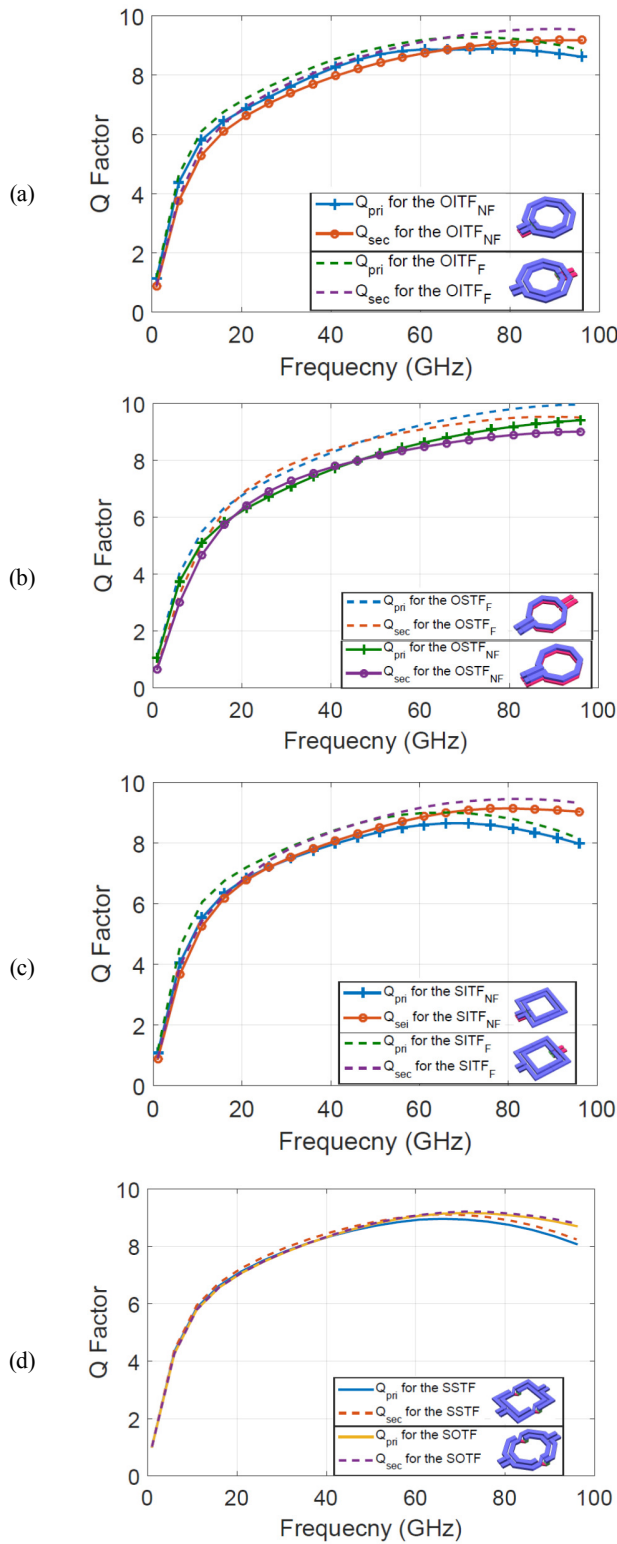 (a)
Q Factor
10
8
6
4
2
0
Q_pri for the OITF_NF
Q_sec for the OITF_NF
Q_pri for the OITF_F
Q_sec for the OITF_F
0 20 40 60 80 100
Frequecny (GHz)
(b)
Q Factor
10
8
6
4
2
0
Q_pri for the OSTF_F
Q_sec for the OSTF_F
Q_pri for the OSTF_NF
Q_sec for the OSTF_NF
0 20 40 60 80 100
Frequecny (GHz)
(c)
Q Factor
10
8
6
4
2
0
Q_pri for the SITF_NF
Q_sei for the SITF_NF
Q_pri for the SITF_F
Q_sec for the SITF_F
0 20 40 60 80 100
Frequecny (GHz)
(d)
Q Factor
10
8
6
4
2
0
Q_pri for the SSTF
Q_sec for the SSTF
Q_pri for the SOTF
Q_sec for the SOTF
0 20 40 60 80 100
Frequecny (GHz)